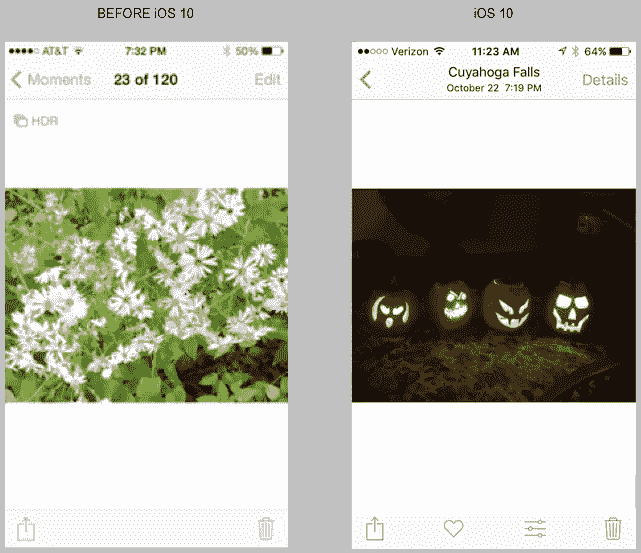 BEFORE iOS 10
iOS 10
AT&T 7:32 PM 50%
Moments 23 of 120 Edit
HDR
Verizon 11:23 AM 64%
Cuyahoga Falls
October 22 7:19 PM
Details